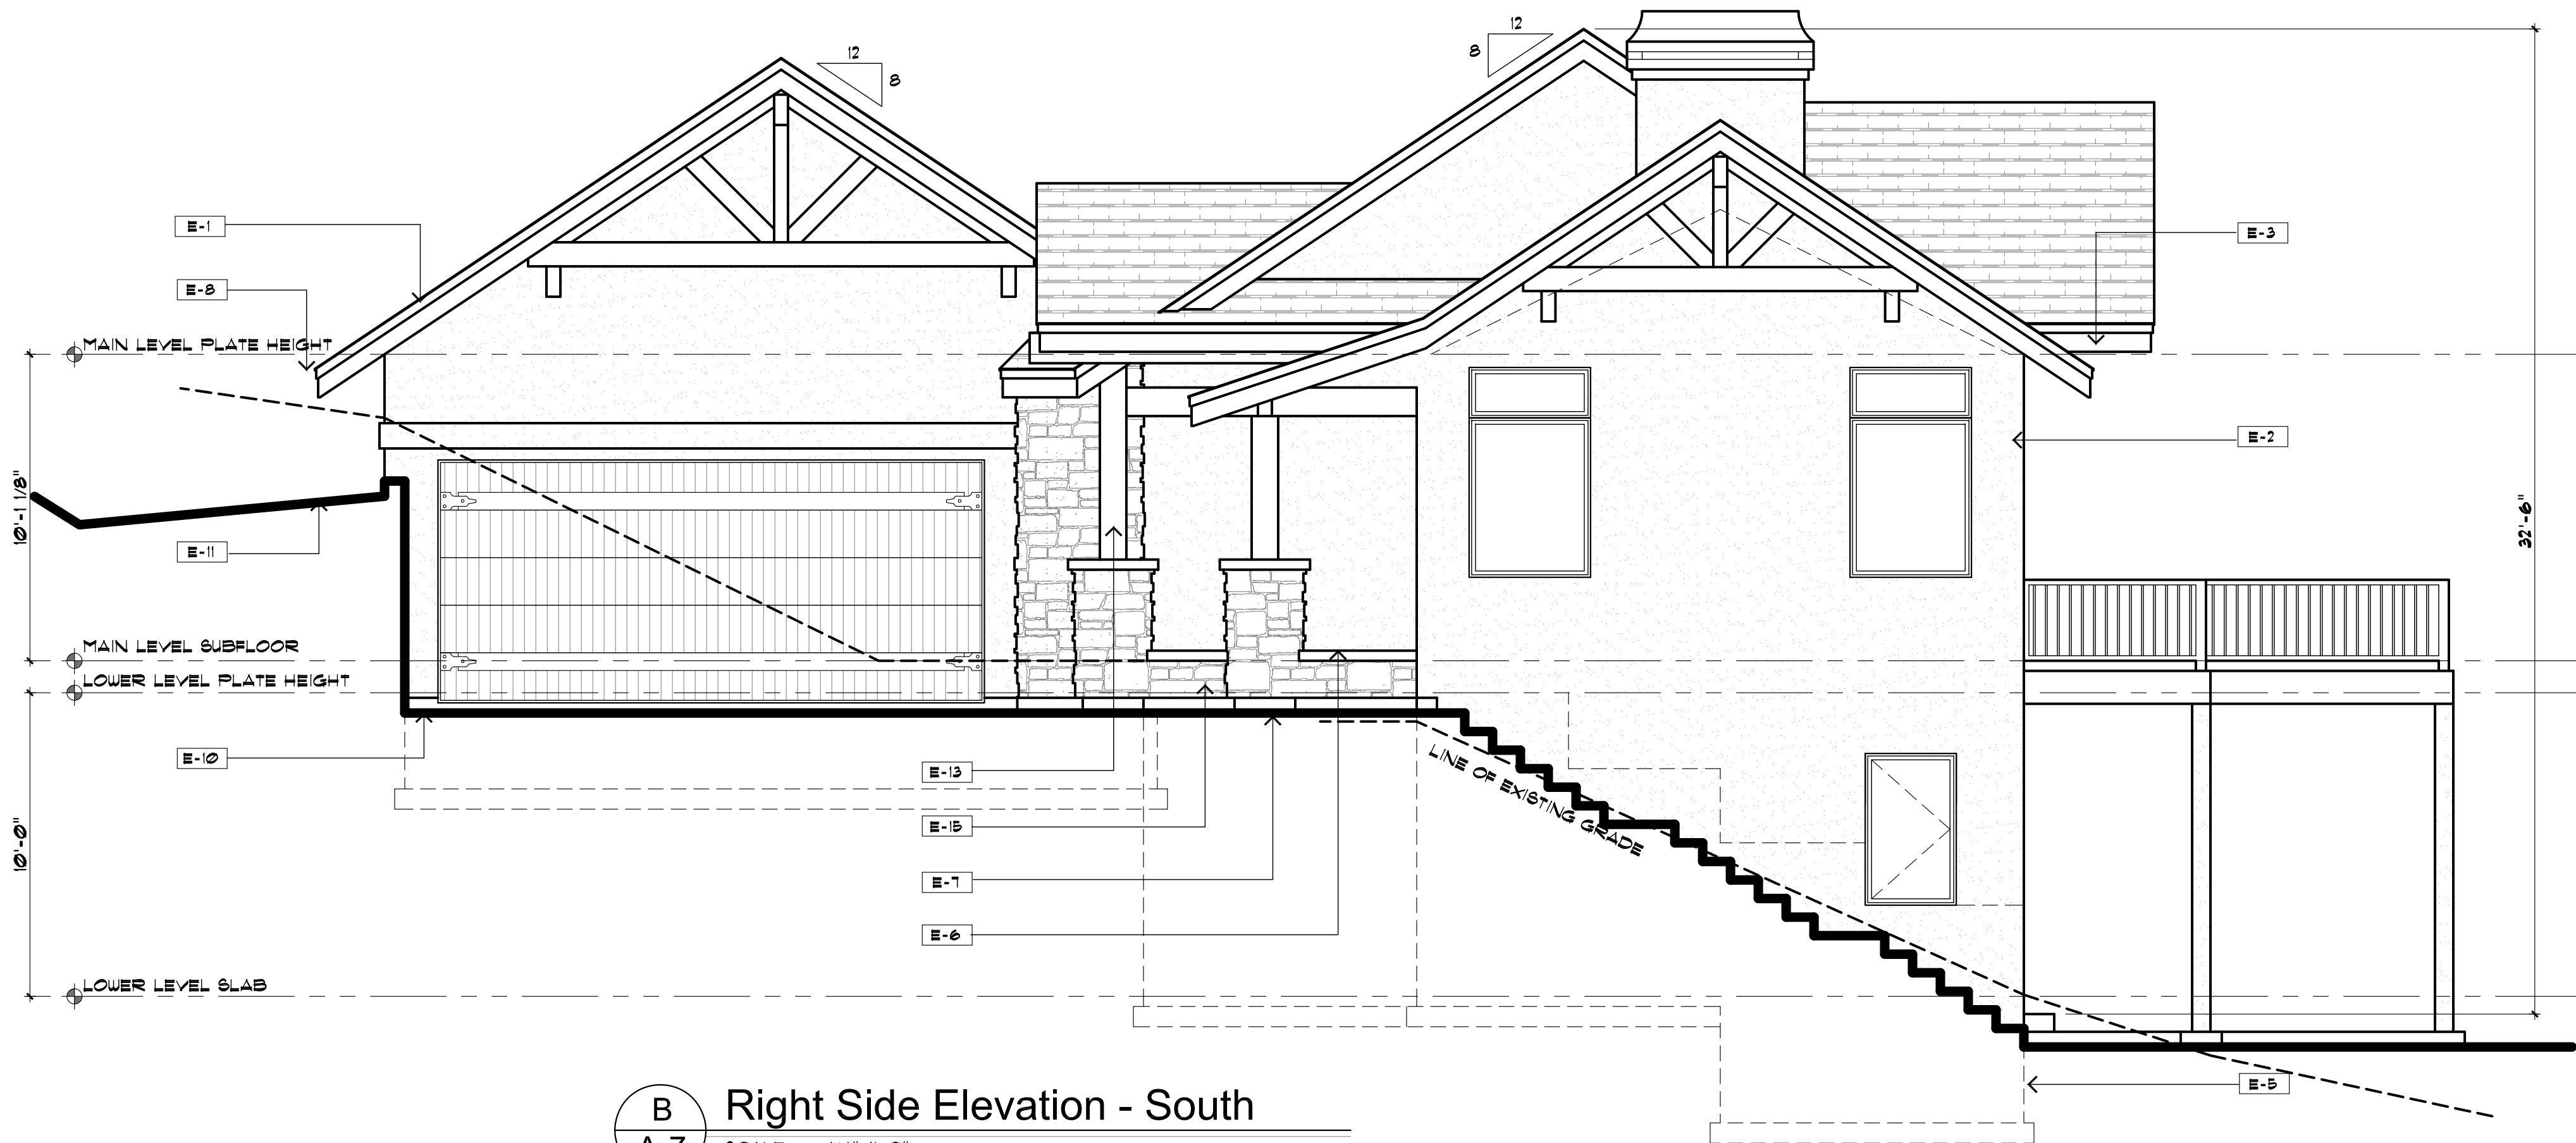 12
8
12
8
E-1
E-3
E-8
MAIN LEVEL PLATE HEIGHT
E-2
10'-1 1/8"
32'-6"
E-11
MAIN LEVEL SUBFLOOR
LOWER LEVEL PLATE HEIGHT
E-10
E-13
LINE OF EXISTING GRADE
E-15
10'-0"
E-7
E-6
LOWER LEVEL SLAB
E-5
B
Right Side Elevation - South